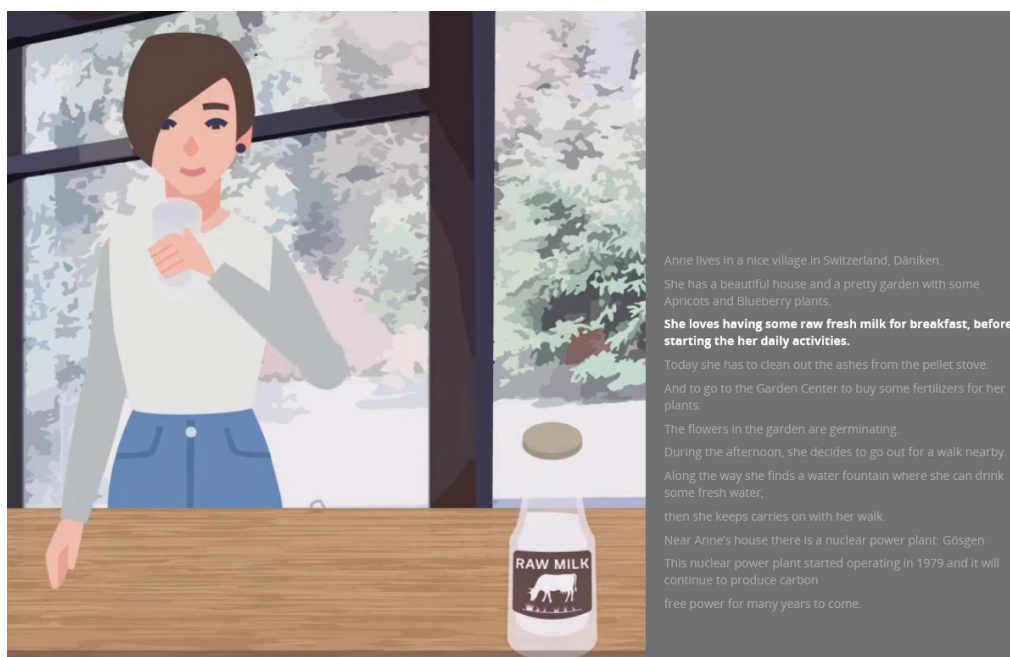 RAW MILK
Anne lives in a nice village in Switzerland, Däniken.
She has a beautiful house and a pretty garden with some
Apricots and Blueberry plants.
She loves having some raw fresh milk for breakfast, before
starting the her daily activities.
Today she has to clean out the ashes from the pellet stove.
And to go to the Garden Center to buy some fertilizers for her
plants.
The flowers in the garden are germinating.
During the afternoon, she decides to go out for a walk nearby.
Along the way she finds a water fountain where she can drink
some fresh water,
then she keeps carries on with her walk.
Near Anne's house there is a nuclear power plant: Gösgen.
This nuclear power plant started operating in 1979 and it will
continue to produce carbon
free power for many years to come.